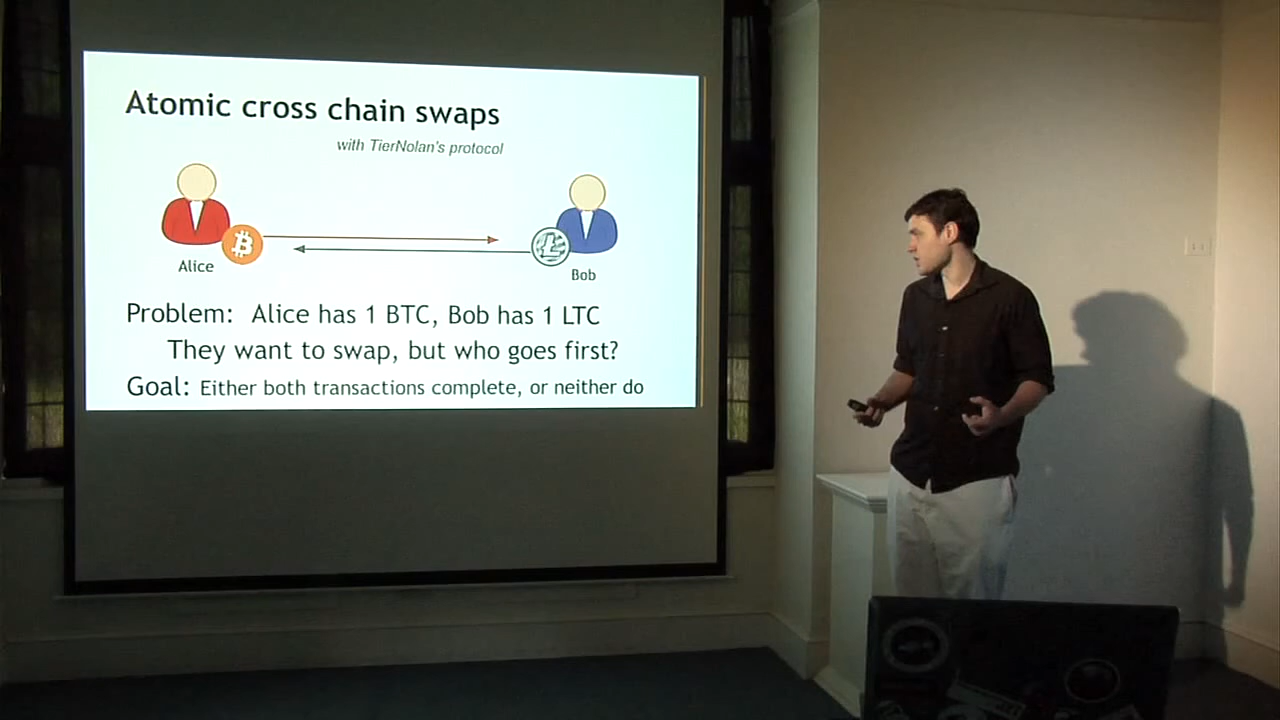 Atomic cross chain swaps
with TierNolan's protocol
Alice
Bob
Problem: Alice has 1 BTC, Bob has 1 LTC
They want to swap, but who goes first?
Goal: Either both transactions complete, or neither do